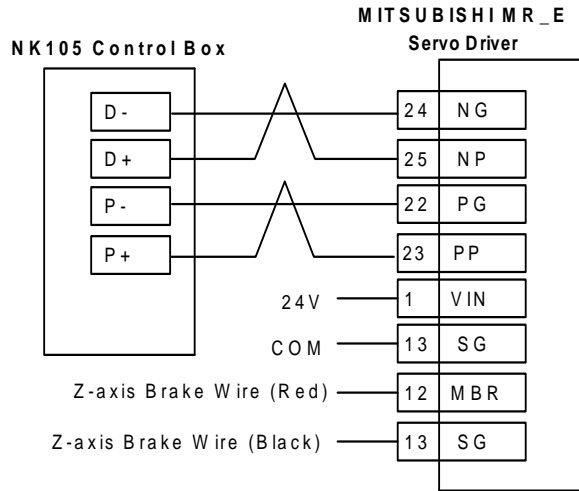 MITSUBISHI MR_E
NK105 Control Box
Servo Driver
D-
24 NG
D+
25 NP
P-
22 PG
P+
23 PP
24V
1 VIN
COM
13 SG
Z-axis Brake Wire (Red)
12 MBR
Z-axis Brake Wire (Black)
13 SG